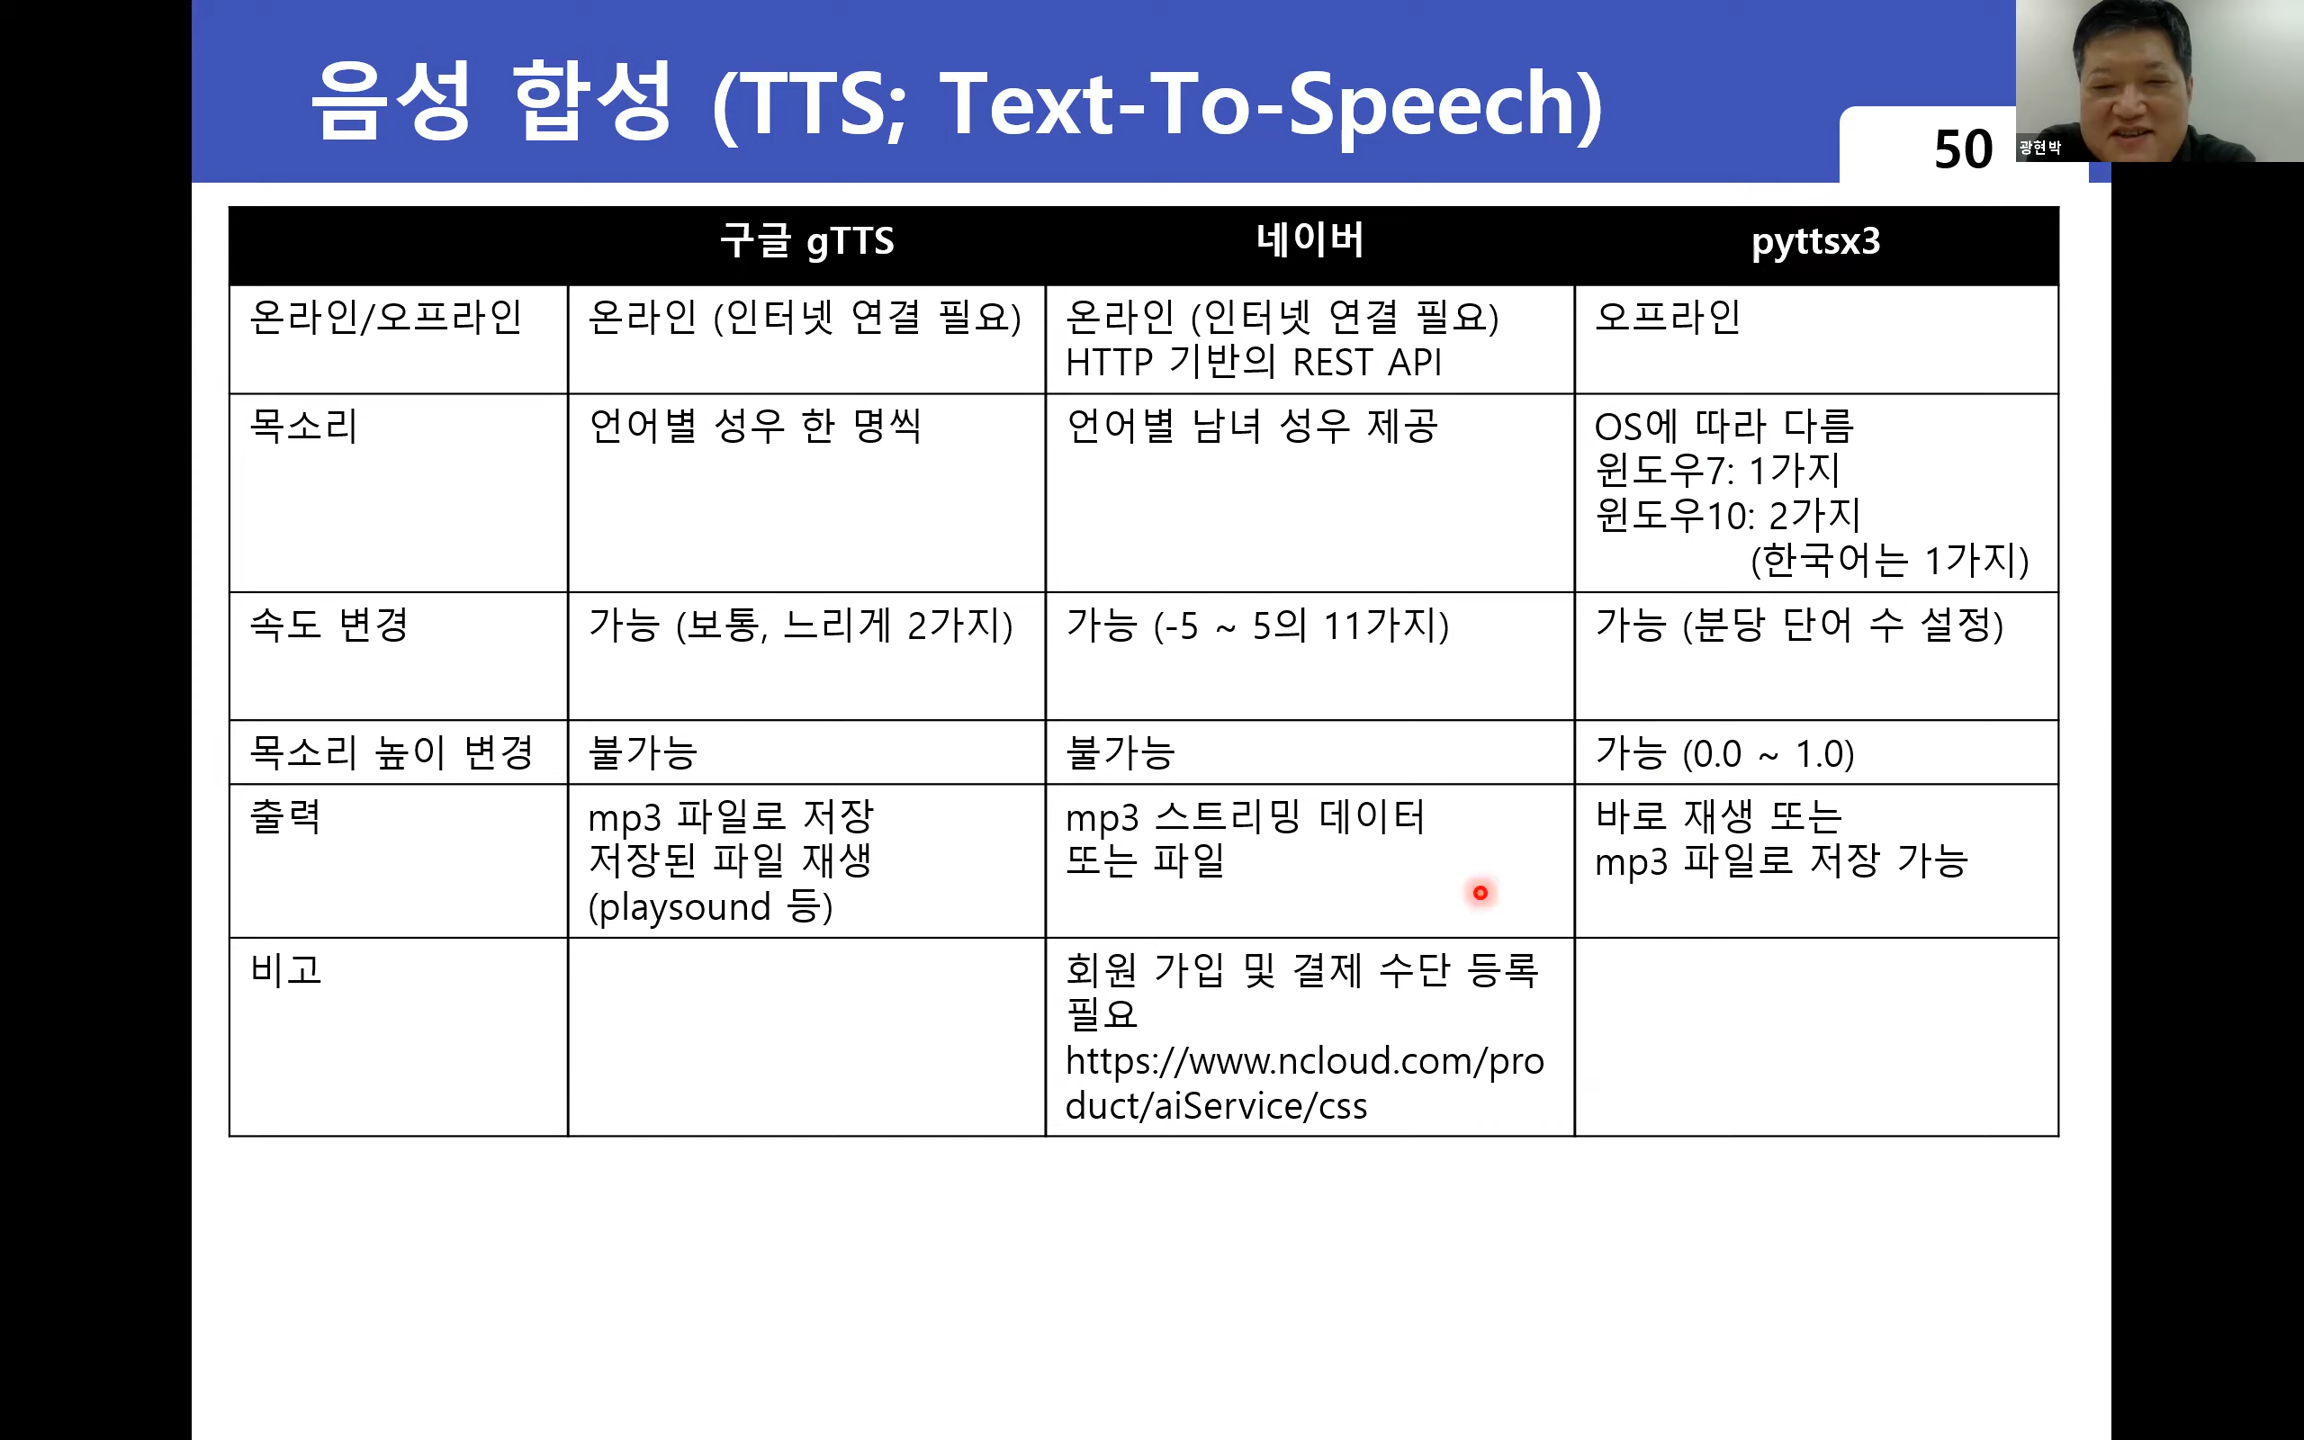 음성 합성 (TTS; Text-To-Speech)
50
광현박
구글 gTTS
네이버
pyttsx3
온라인/오프라인
온라인 (인터넷 연결 필요)
온라인 (인터넷 연결 필요)
HTTP 기반의 REST API
오프라인
목소리
언어별 성우 한 명씩
언어별 남녀 성우 제공
OS에 따라 다름
윈도우7: 1가지
윈도우10: 2가지
(한국어는 1가지)
속도 변경
가능 (보통, 느리게 2가지)
가능 (-5 ~ 5의 11가지)
가능 (분당 단어 수 설정)
목소리 높이 변경
불가능
불가능
가능 (0.0 ~ 1.0)
출력
mp3 파일로 저장
저장된 파일 재생
(playsound 등)
mp3 스트리밍 데이터
또는 파일
바로 재생 또는
mp3 파일로 저장 가능
비고
회원 가입 및 결제 수단 등록
필요
https://www.ncloud.com/pro
duct/aiService/css